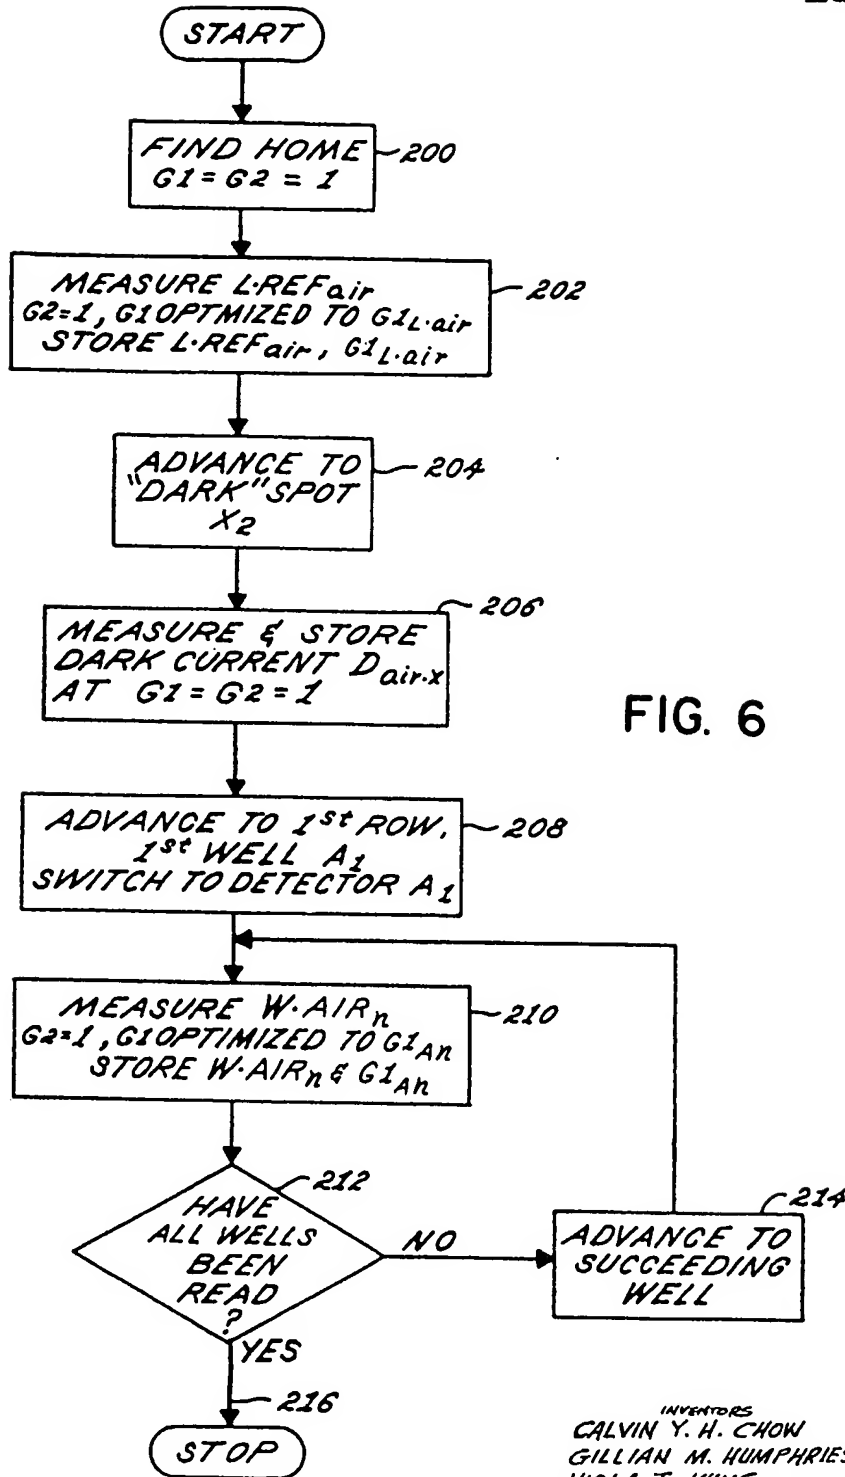 START
FIND HOME
G1 = G2 = 1
200
MEASURE L·REFair
G2=1, G1 OPTMIZED TO G1L·air
STORE L·REFair, G1L·air
202
ADVANCE TO
"DARK" SPOT
X2
204
MEASURE & STORE
DARK CURRENT Dair·x
AT G1 = G2 = 1
206
FIG. 6
ADVANCE TO 1st ROW,
1st WELL A1
SWITCH TO DETECTOR A1
208
MEASURE W·AIRn
G2=1, G1 OPTIMIZED TO G1An
STORE W·AIRn & G1An
210
HAVE
ALL WELLS
BEEN
READ
?
212
NO
ADVANCE TO
SUCCEEDING
WELL
214
YES
216
STOP
INVENTORS
CALVIN Y. H. CHOW
GILLIAN M. HUMPHRIES